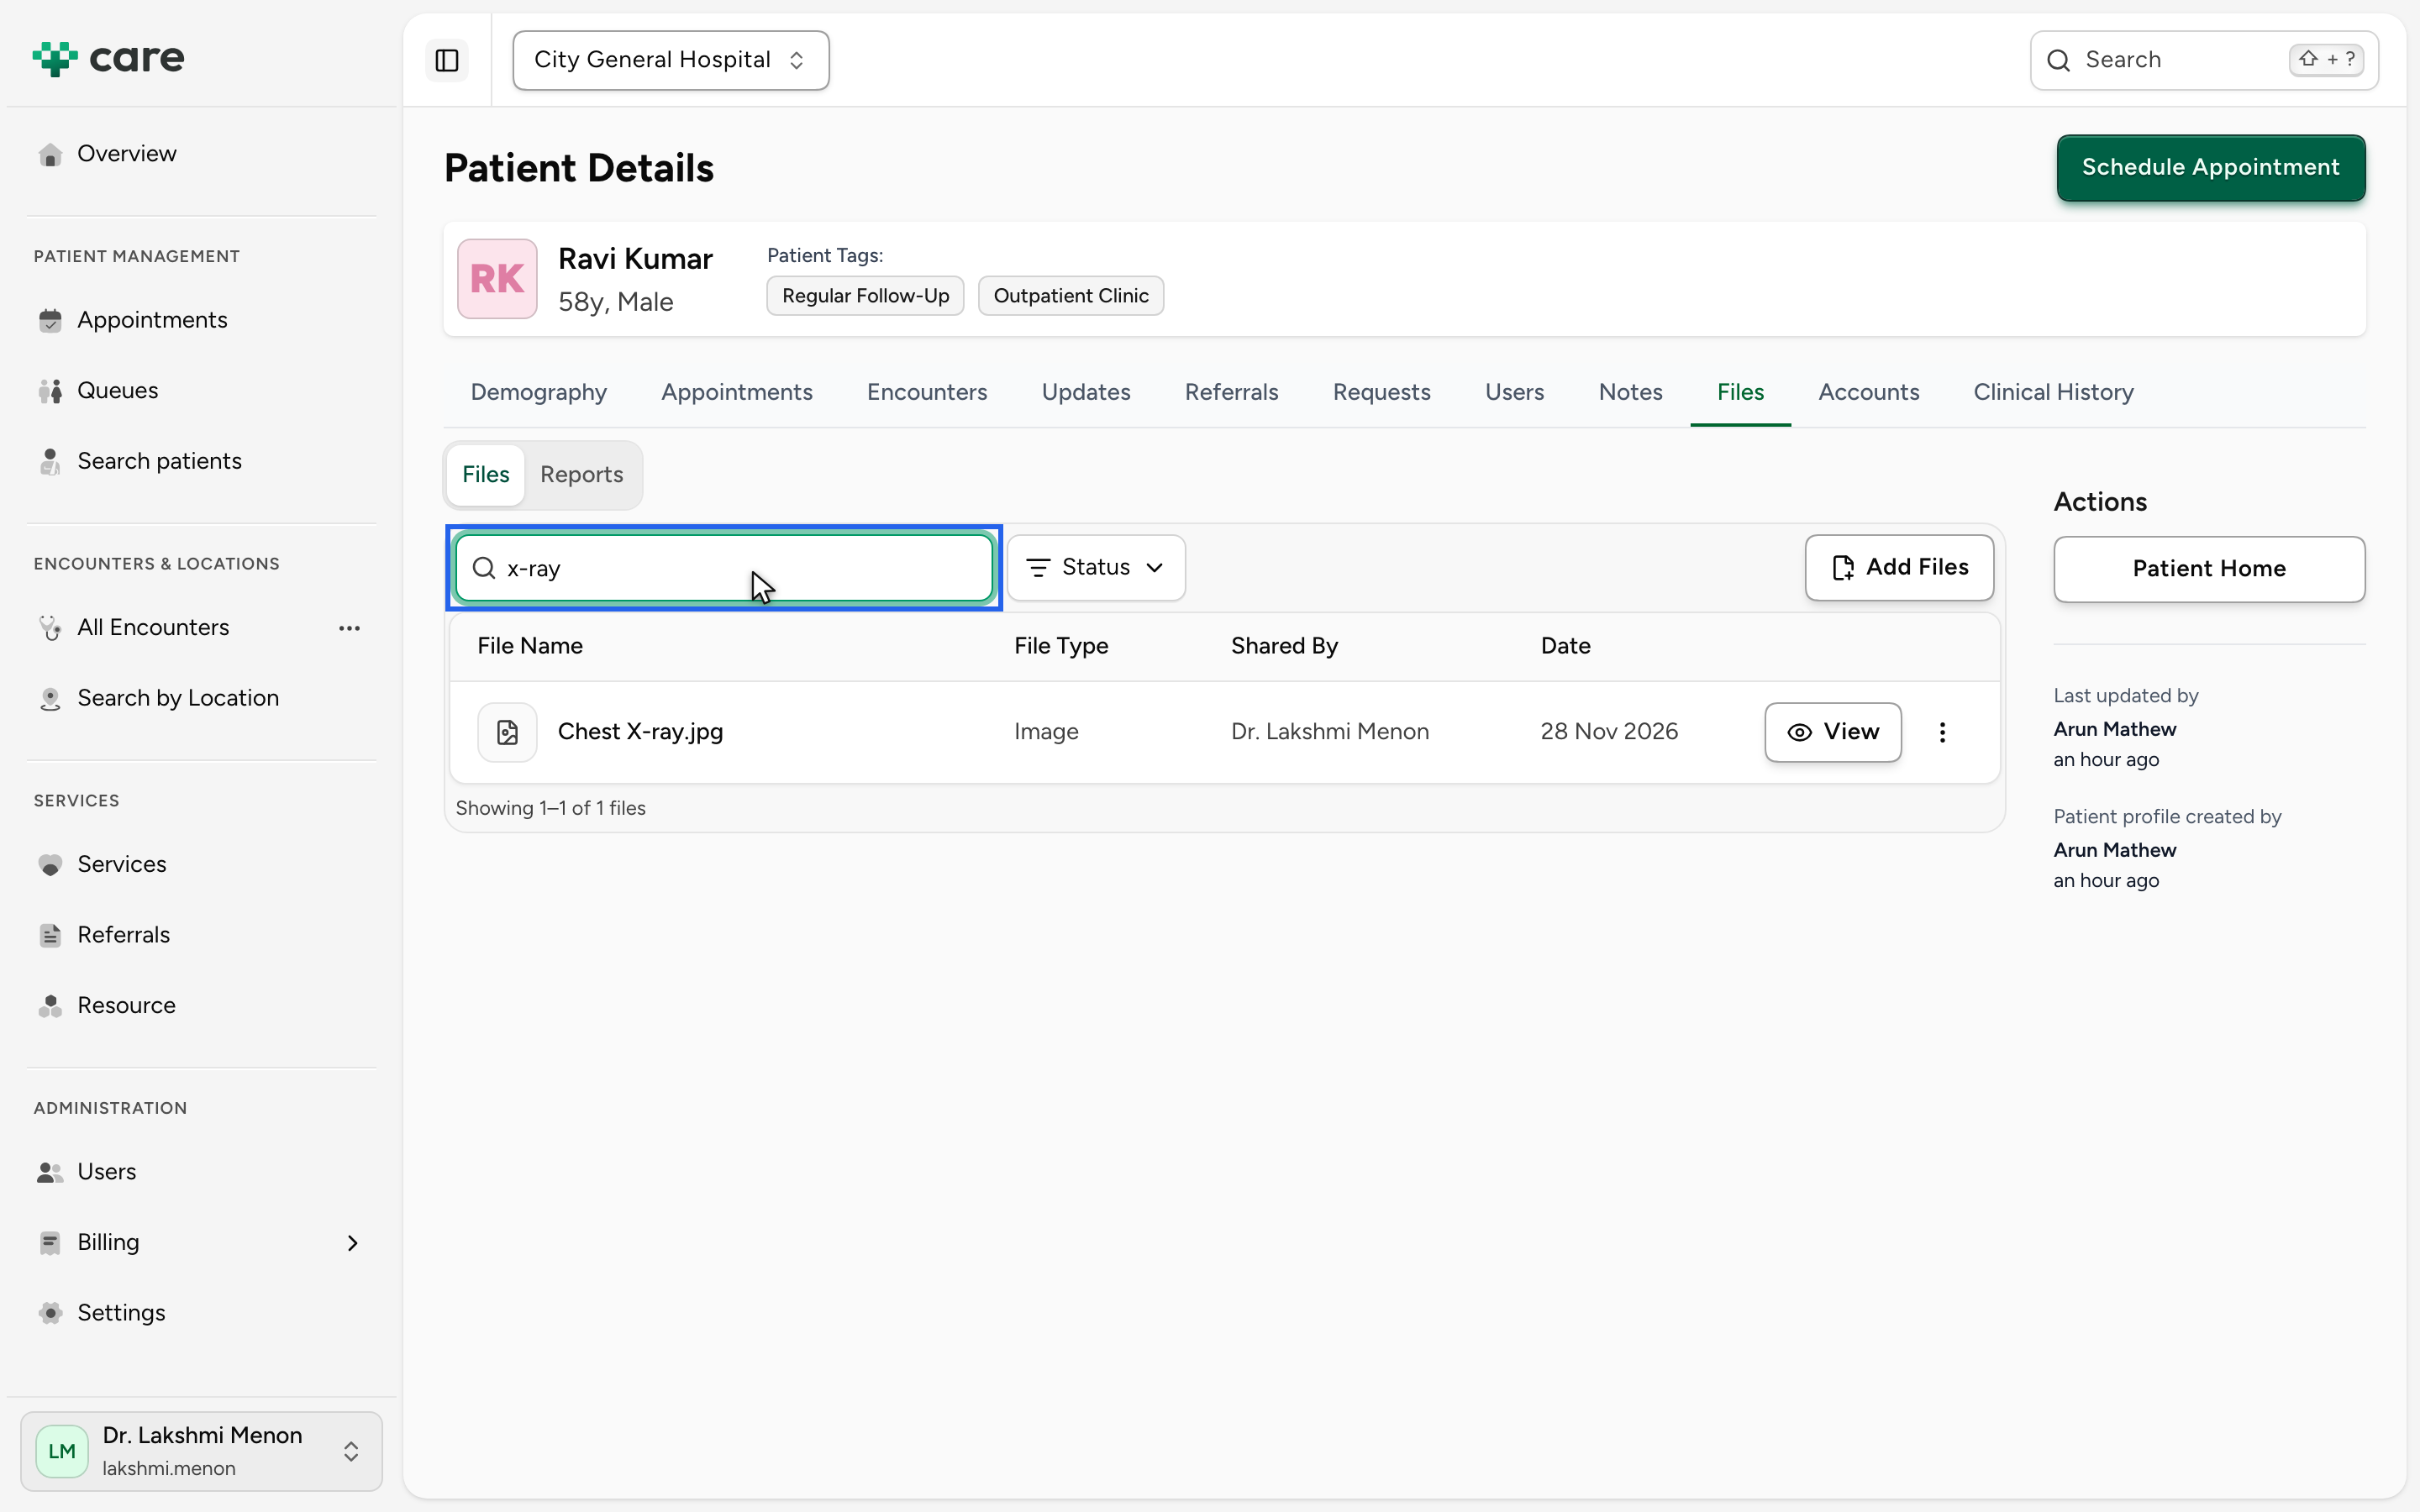 care
City General Hospital
Search
+ ?
Overview
PATIENT MANAGEMENT
Appointments
Queues
Search patients
ENCOUNTERS & LOCATIONS
All Encounters
Search by Location
SERVICES
Services
Referrals
Resource
ADMINISTRATION
Users
Billing
Settings
LM
Dr. Lakshmi Menon
lakshmi.menon
Patient Details
Schedule Appointment
RK
Ravi Kumar
58y, Male
Patient Tags:
Regular Follow-Up
Outpatient Clinic
Demography
Appointments
Encounters
Updates
Referrals
Requests
Users
Notes
Files
Accounts
Clinical History
Files
Reports
x-ray
Status
Add Files
File Name
File Type
Shared By
Date
Chest X-ray.jpg
Image
Dr. Lakshmi Menon
28 Nov 2026
View
Showing 1–1 of 1 files
Actions
Patient Home
Last updated by
Arun Mathew
an hour ago
Patient profile created by
Arun Mathew
an hour ago